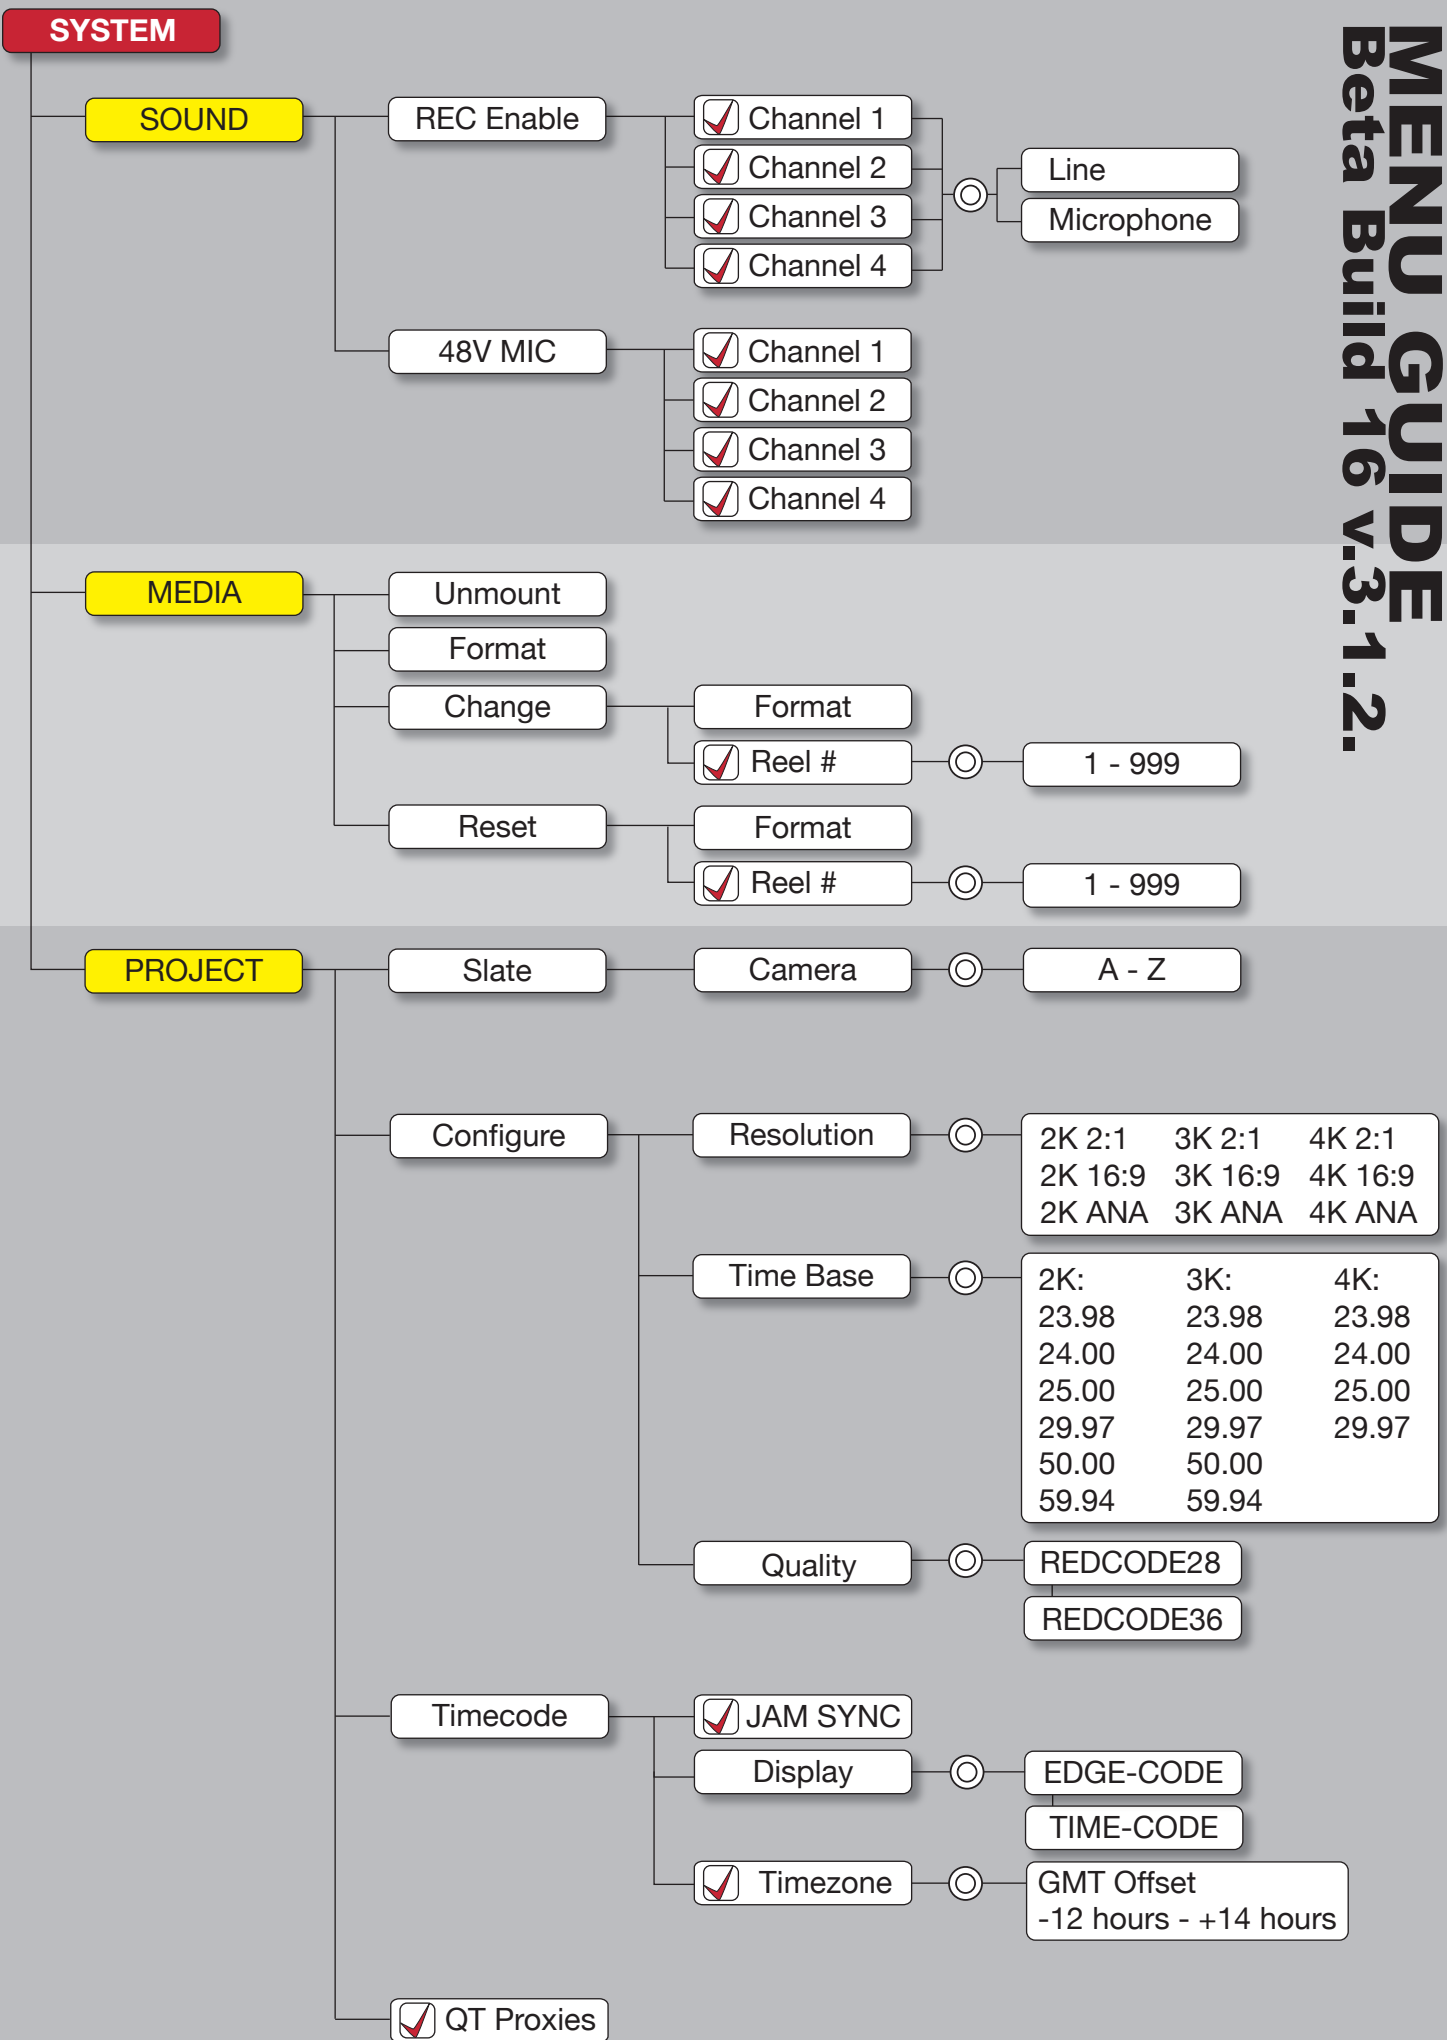 MENU GUIDE
Beta Build 16 v.3.1.2.
SYSTEM
SOUND
REC Enable
Channel 1
Channel 2
Channel 3
Channel 4
Line
Microphone
48V MIC
Channel 1
Channel 2
Channel 3
Channel 4
MEDIA
Unmount
Format
Change
Format
Reel #
1 - 999
Reset
Format
Reel #
1 - 999
PROJECT
Slate
Camera
A - Z
Configure
Resolution
2K 2:1 3K 2:1 4K 2:1
2K 16:9 3K 16:9 4K 16:9
2K ANA 3K ANA 4K ANA
Time Base
2K: 3K: 4K:
23.98 23.98 23.98
24.00 24.00 24.00
25.00 25.00 25.00
29.97 29.97 29.97
50.00 50.00
59.94 59.94
Quality
REDCODE28
REDCODE36
Timecode
JAM SYNC
Display
EDGE-CODE
TIME-CODE
Timezone
GMT Offset
-12 hours - +14 hours
QT Proxies